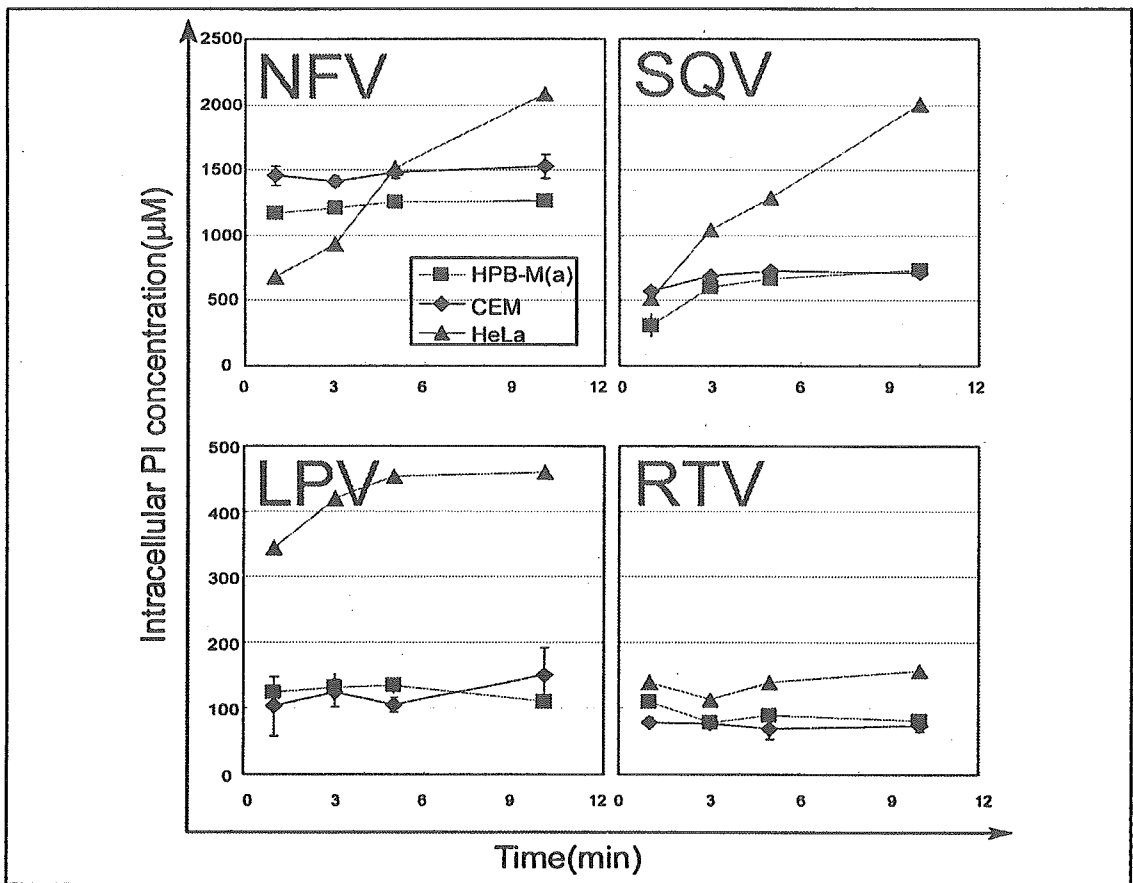 Intracellular PI concentration(µM)
NFV
2500
2000
1500
1000
500
0
0 3 6 9 12
HPB-M(a)
CEM
HeLa
SQV
0 3 6 9 12
LPV
500
400
300
200
100
0
0 3 6 9 12
RTV
0 3 6 9 12
Time(min)